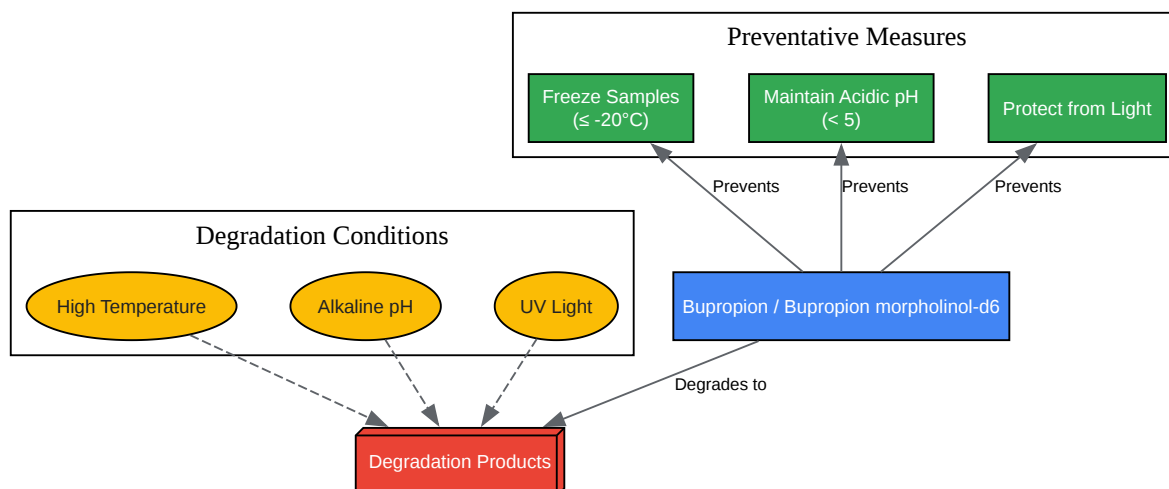 Preventative Measures
Freeze Samples
(≤ -20°C)
Maintain Acidic pH
(< 5)
Protect from Light
Prevents
Prevents
Prevents
Degradation Conditions
High Temperature
Alkaline pH
UV Light
Bupropion / Bupropion morpholinol-d6
Degrades to
Degradation Products